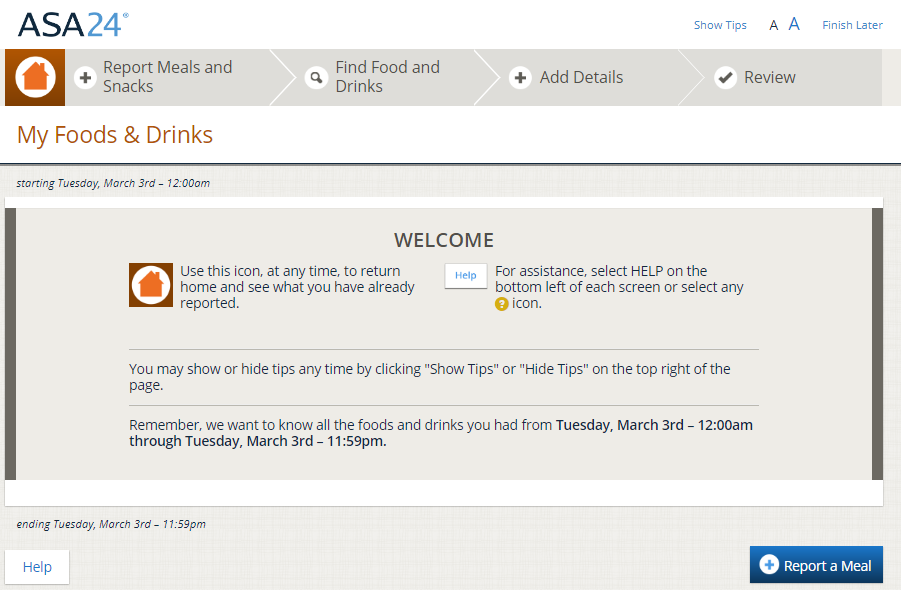 ASA24®
Show Tips A A Finish Later
Report Meals and
Snacks
Find Food and
Drinks
Add Details
Review
My Foods & Drinks
starting Tuesday, March 3rd – 12:00am
WELCOME
Use this icon, at any time, to return
home and see what you have already
reported.
Help
For assistance, select HELP on the
bottom left of each screen or select any
? icon.
You may show or hide tips any time by clicking "Show Tips" or "Hide Tips" on the top right of the
page.
Remember, we want to know all the foods and drinks you had from Tuesday, March 3rd – 12:00am
through Tuesday, March 3rd – 11:59pm.
ending Tuesday, March 3rd – 11:59pm
Help
Report a Meal